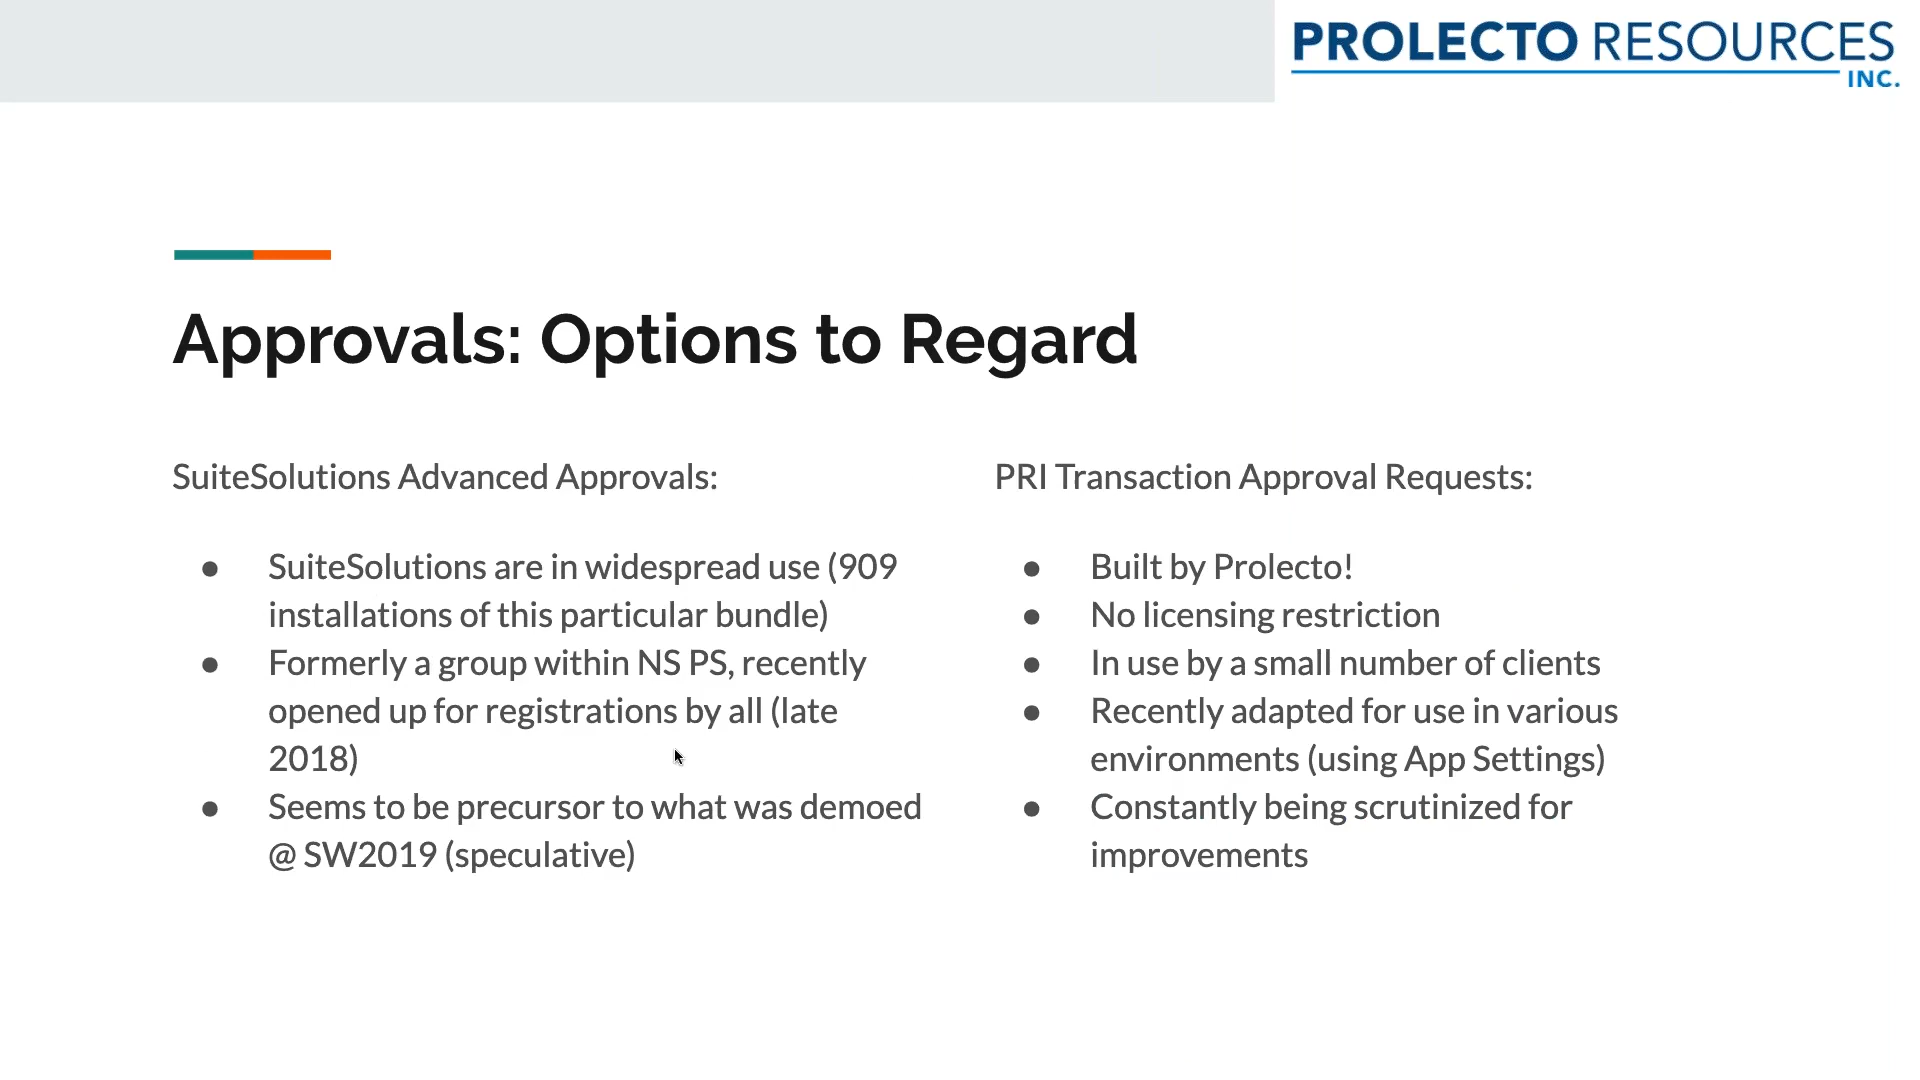 PROLECTO RESOURCES
INC.
Approvals: Options to Regard
SuiteSolutions Advanced Approvals:
● SuiteSolutions are in widespread use (909
installations of this particular bundle)
● Formerly a group within NS PS, recently
opened up for registrations by all (late
2018)
● Seems to be precursor to what was demoed
@ SW2019 (speculative)
PRI Transaction Approval Requests:
● Built by Prolecto!
● No licensing restriction
● In use by a small number of clients
● Recently adapted for use in various
environments (using App Settings)
● Constantly being scrutinized for
improvements